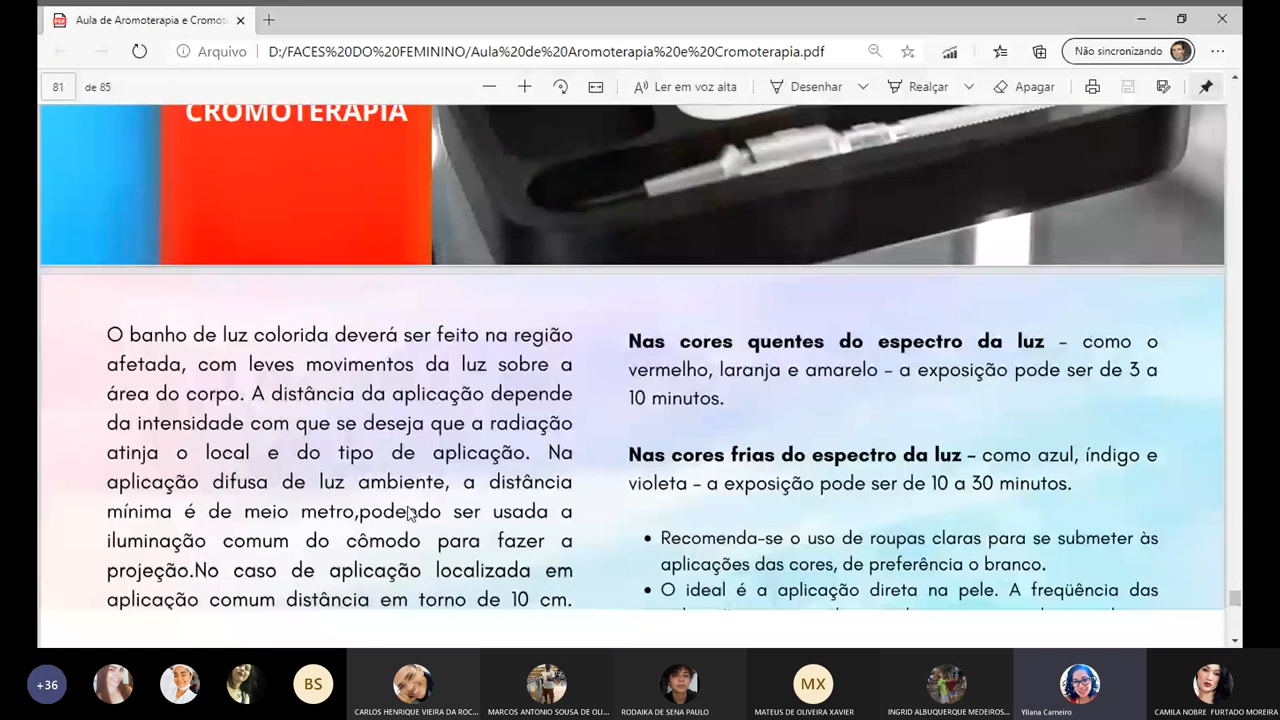 Aula de Aromoterapia e Cromot
Arquivo
D:/FACES%20DO%20FEMININO/Aula%20de%20Aromoterapia%20e%20Cromoterapia.pdf
Não sincronizando
81 de 85
Ler em voz alta
Desenhar
Realçar
Apagar
CROMOTERAPIA
O banho de luz colorida deverá ser feito na região
afetada, com leves movimentos da luz sobre a
área do corpo. A distância da aplicação depende
da intensidade com que se deseja que a radiação
atinja o local e do tipo de aplicação. Na
aplicação difusa de luz ambiente, a distância
mínima é de meio metro,podendo ser usada a
iluminação comum do cômodo para fazer a
projeção.No caso de aplicação localizada em
aplicação comum distância em torno de 10 cm.
Nas cores quentes do espectro da luz - como o
vermelho, laranja e amarelo - a exposição pode ser de 3 a
10 minutos.
Nas cores frias do espectro da luz - como azul, índigo e
violeta - a exposição pode ser de 10 a 30 minutos.
• Recomenda-se o uso de roupas claras para se submeter às
aplicações das cores, de preferência o branco.
• O ideal é a aplicação direta na pele. A freqüência das
+36
BS
CARLOS HENRIQUE VIEIRA DA ROC...
MARCOS ANTONIO SOUSA DE OLI...
RODAIKA DE SENA PAULO
MX
MATEUS DE OLIVEIRA XAVIER
INGRID ALBUQUERQUE MEDEIROS...
Yllana Carneiro
CAMILA NOBRE FURTADO MOREIRA